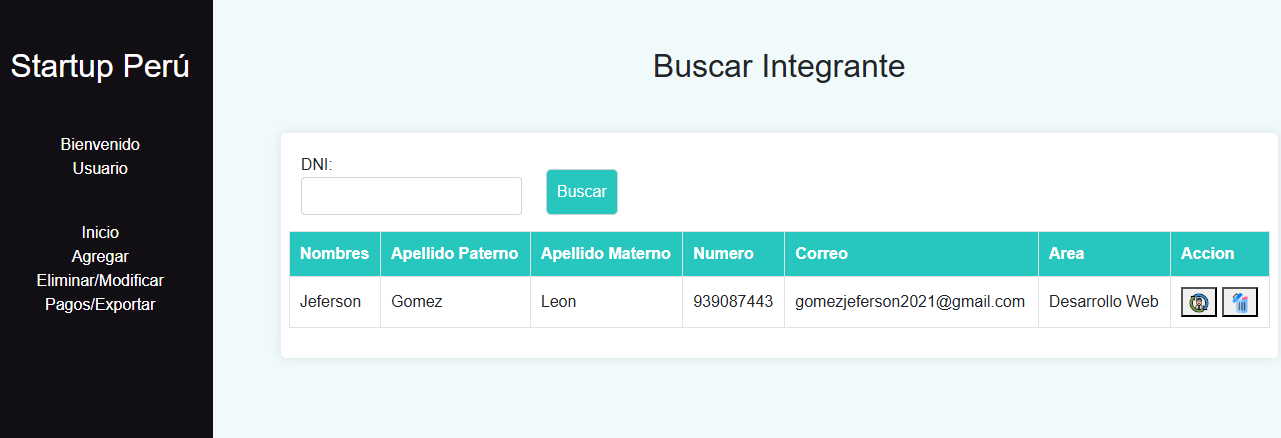 Startup Perú
Bienvenido
Usuario
Inicio
Agregar
Eliminar/Modificar
Pagos/Exportar
Buscar Integrante
DNI:
Buscar
Nombres Apellido Paterno Apellido Materno Numero Correo Area Accion
Jeferson Gomez Leon 939087443 gomezjeferson2021@gmail.com Desarrollo Web